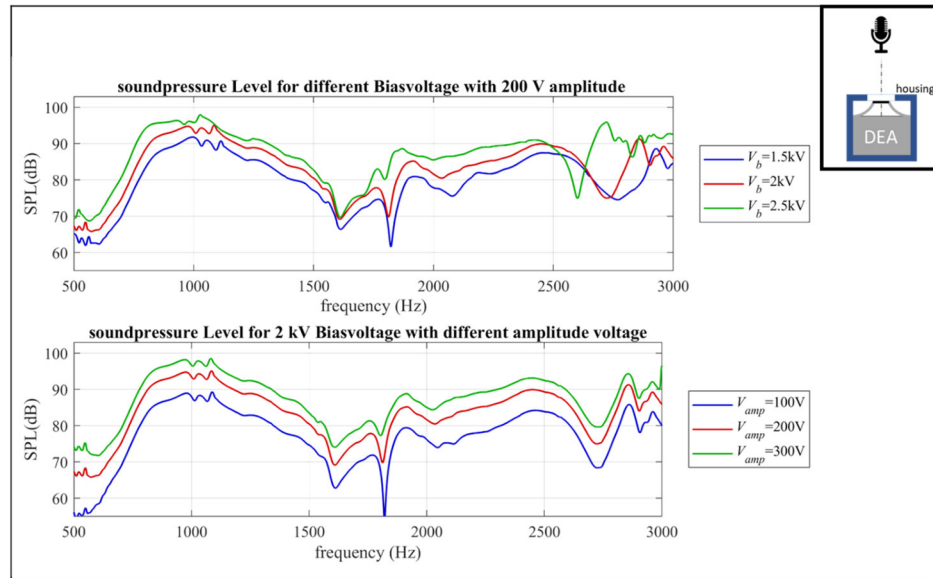 soundpressure Level for different Biasvoltage with 200 V amplitude
100
90
80
70
60
SPL(dB)
500 1000 1500 2000 2500 3000
frequency (Hz)
V_b=1.5kV
V_b=2kV
V_b=2.5kV
housing
DEA
soundpressure Level for 2 kV Biasvoltage with different amplitude voltage
100
90
80
70
60
SPL(dB)
500 1000 1500 2000 2500 3000
frequency (Hz)
V_amp=100V
V_amp=200V
V_amp=300V